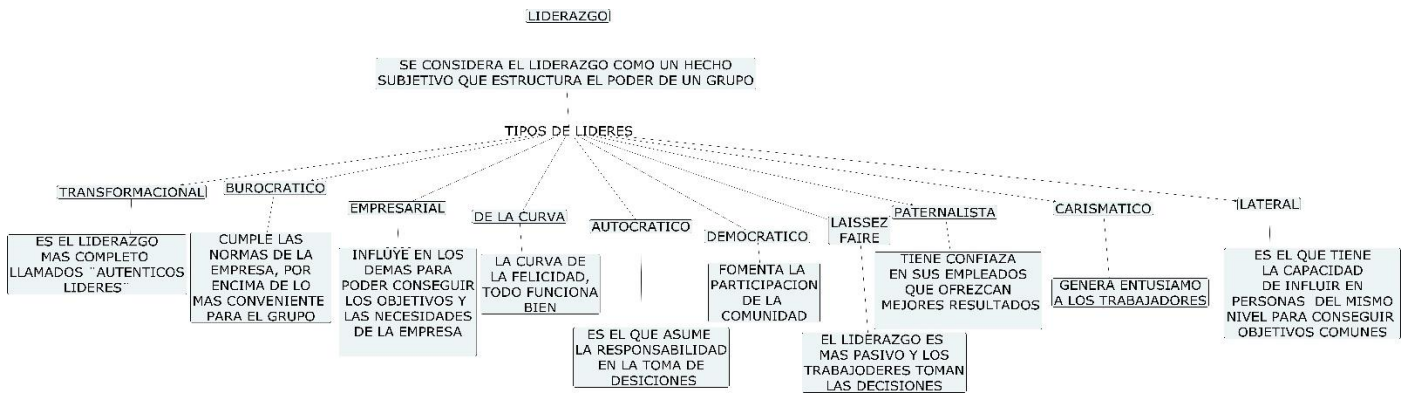 LIDERAZGO
SE CONSIDERA EL LIDERAZGO COMO UN HECHO
SUBJETIVO QUE ESTRUCTURA EL PODER DE UN GRUPO
TIPOS DE LIDERES
TRANSFORMACIONAL
ES EL LIDERAZGO
MAS COMPLETO
LLAMADOS ¨AUTENTICOS
LIDERES¨
BUROCRATICO
CUMPLE LAS
NORMAS DE LA
EMPRESA, POR
ENCIMA DE LO
MAS CONVENIENTE
PARA EL GRUPO
EMPRESARIAL
INFLUYE EN LOS
DEMAS PARA
PODER CONSEGUIR
LOS OBJETIVOS Y
LAS NECESIDADES
DE LA EMPRESA
DE LA CURVA
LA CURVA DE
LA FELICIDAD,
TODO FUNCIONA
BIEN
AUTOCRATICO
ES EL QUE ASUME
LA RESPONSABILIDAD
EN LA TOMA DE
DESICIONES
DEMOCRATICO
FOMENTA LA
PARTICIPACION
DE LA
COMUNIDAD
LAISSEZ
FAIRE
EL LIDERAZGO ES
MAS PASIVO Y LOS
TRABAJODERES TOMAN
LAS DECISIONES
PATERNALISTA
TIENE CONFIAZA
EN SUS EMPLEADOS
QUE OFREZCAN
MEJORES RESULTADOS
CARISMATICO
GENERA ENTUSIAMO
A LOS TRABAJADORES
LATERAL
ES EL QUE TIENE
LA CAPACIDAD
DE INFLUIR EN
PERSONAS DEL MISMO
NIVEL PARA CONSEGUIR
OBJETIVOS COMUNES